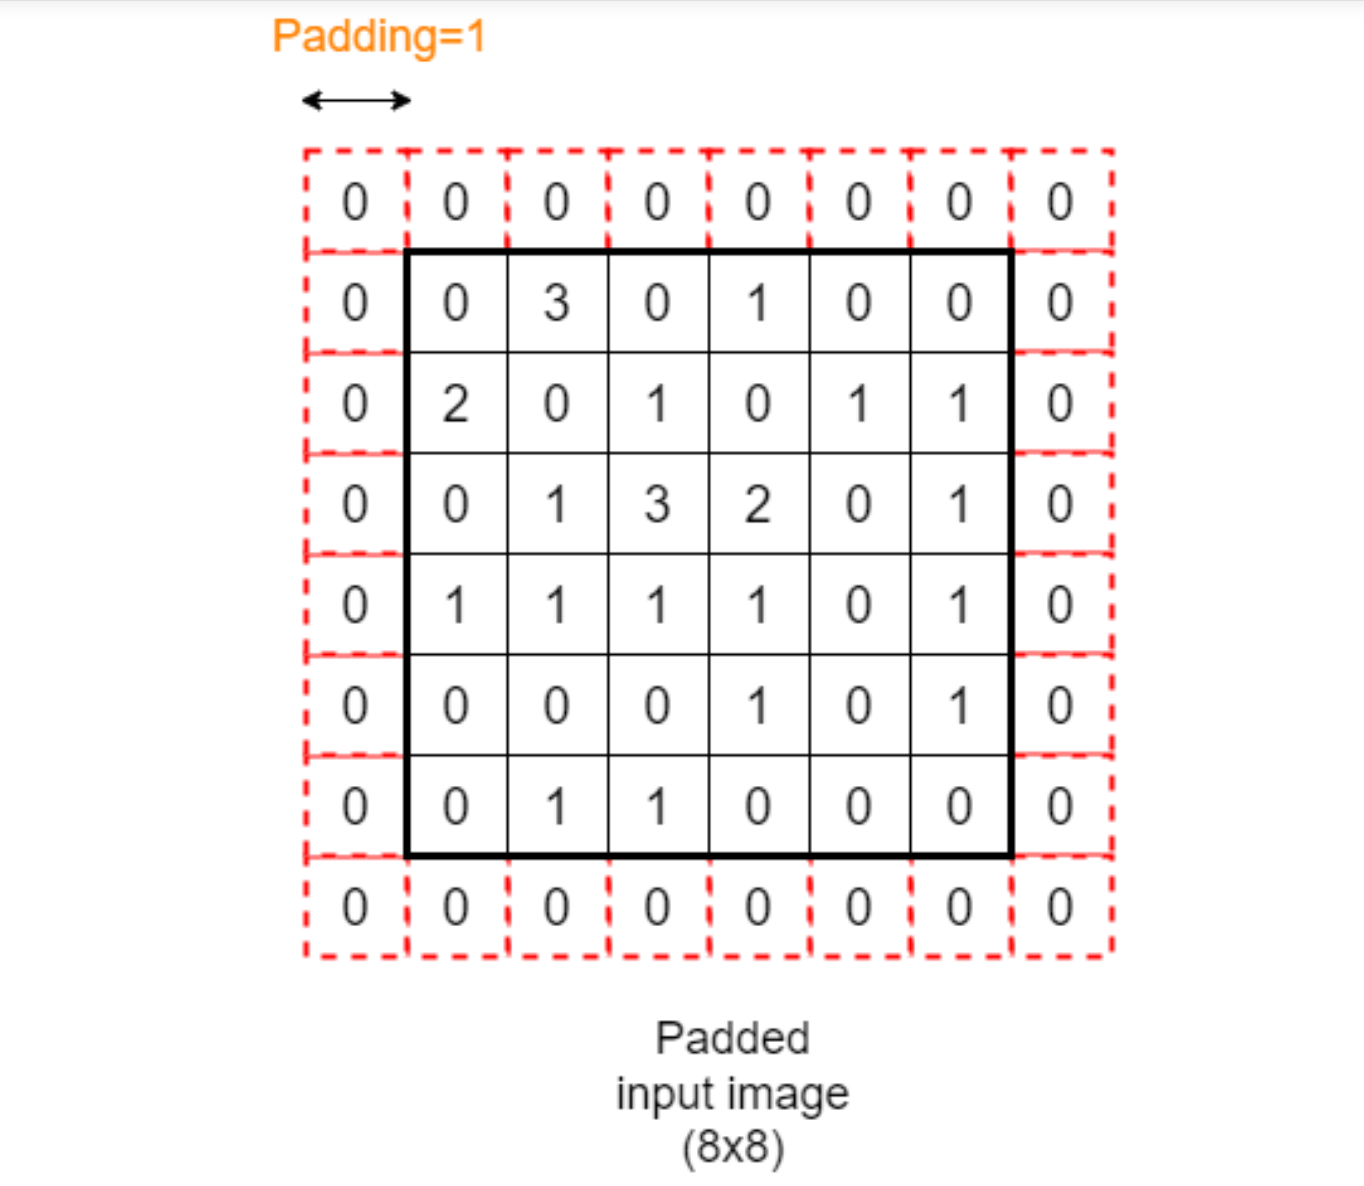 Padding=1
0 0 0 0 0 0 0 0
0 0 3 0 1 0 0 0
0 2 0 1 0 1 1 0
0 0 1 3 2 0 1 0
0 1 1 1 1 0 1 0
0 0 0 0 1 0 1 0
0 0 1 1 0 0 0 0
0 0 0 0 0 0 0 0
Padded
input image
(8x8)